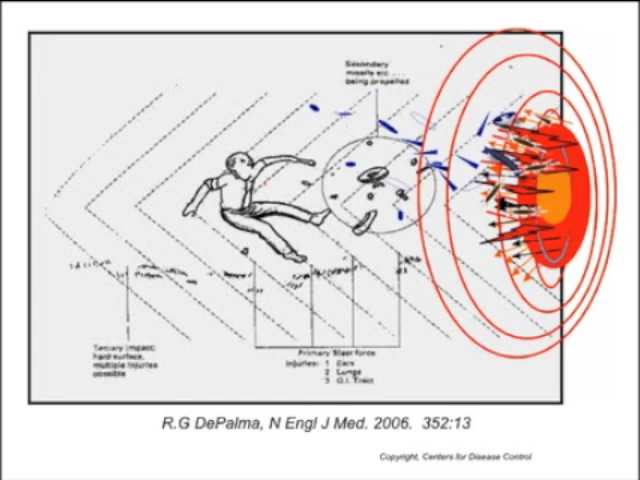 Secondary
missile etc
being propelled
Tertiary impact:
hard surface,
multiple injuries
possible
Primary Blast force
Injuries: 1 Ears
2 Lungs
3 G.I. Tract
R.G DePalma, N Engl J Med. 2006. 352:13
Copyright, Centers for Disease Control